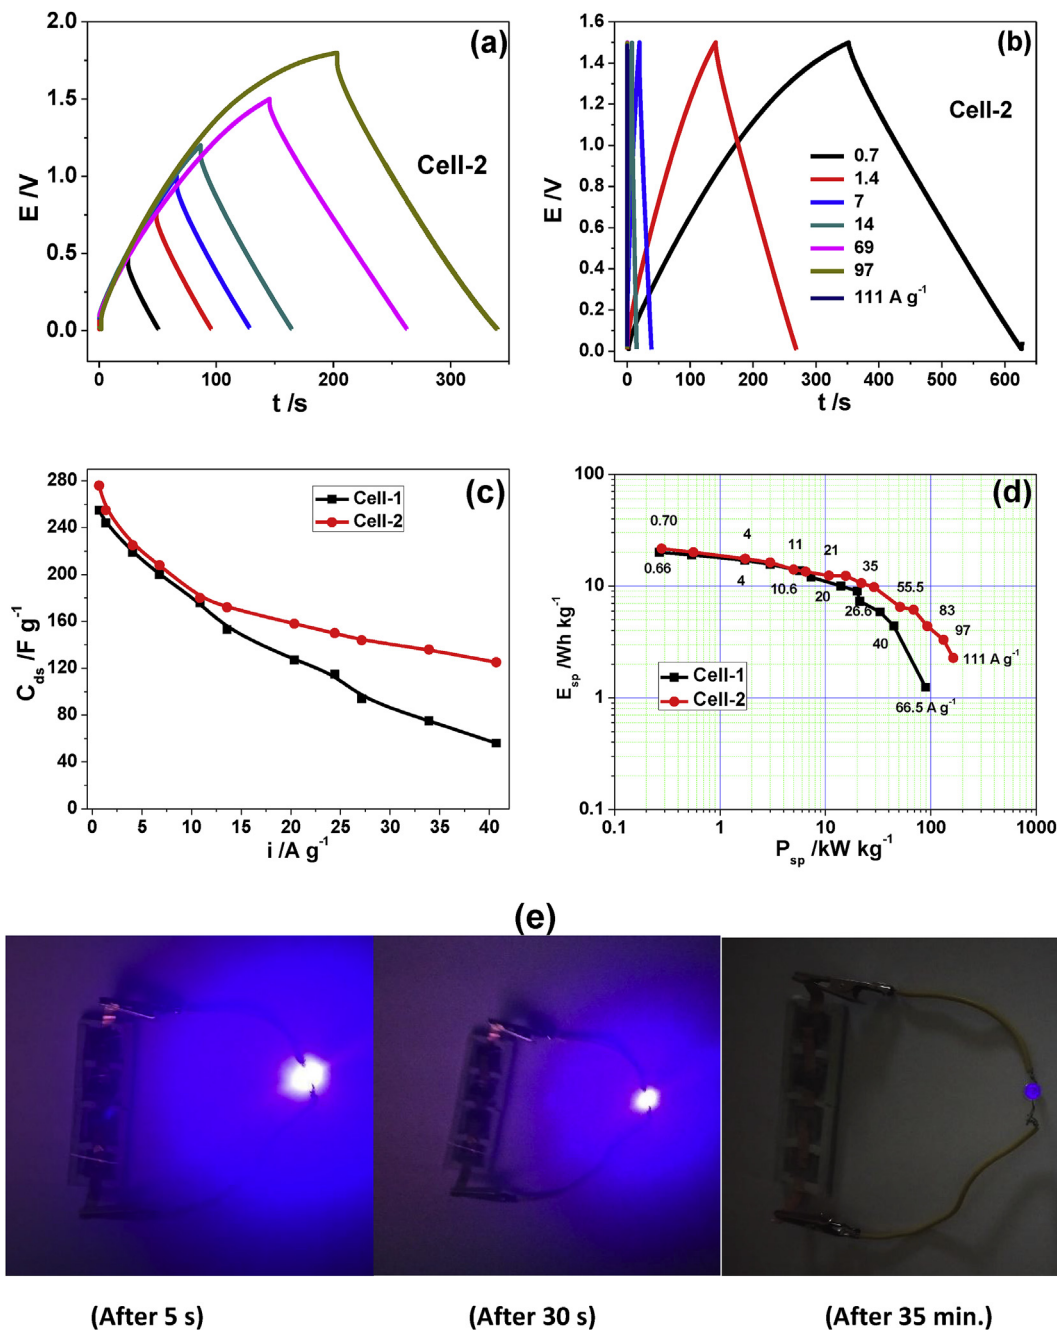 (a)
2.0
1.5
1.0
0.5
0.0
E /V
Cell-2
0 100 200 300
t /s
(b)
1.6
1.4
1.2
1.0
0.8
0.6
0.4
0.2
0.0
E /V
Cell-2
0.7
1.4
7
14
69
97
111 A g⁻¹
0 100 200 300 400 500 600
t /s
(c)
280
240
200
160
120
80
40
0
C_ds /F g⁻¹
Cell-1
Cell-2
0 5 10 15 20 25 30 35 40
i /A g⁻¹
(d)
100
10
1
0.1
E_sp /Wh kg⁻¹
0.70
4
11
21
35
55.5
83
97
111 A g⁻¹
0.66
4
10.6
20
26.6
40
66.5 A g⁻¹
Cell-1
Cell-2
0.1 1 10 100 1000
P_sp /kW kg⁻¹
(e)
(After 5 s)
(After 30 s)
(After 35 min.)